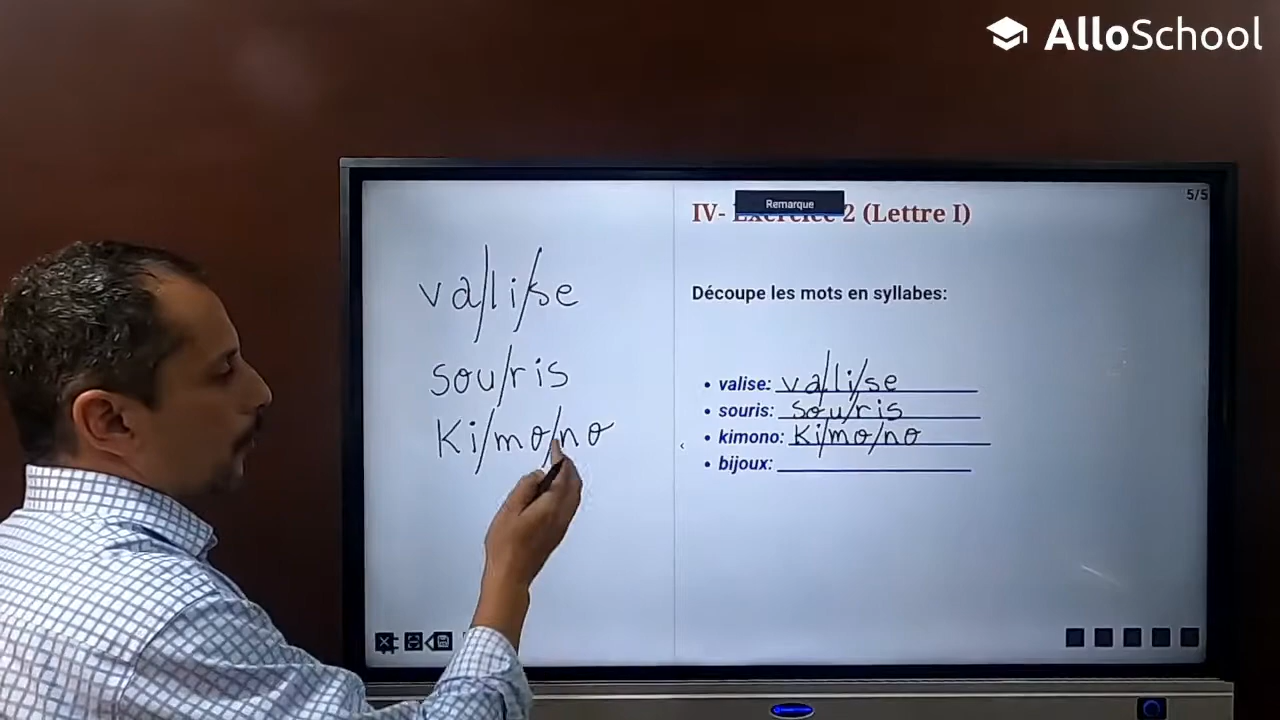 AlloSchool
5/5
Remarque
IV- Exercice 2 (Lettre I)
va/li/se
sou/ris
Ki/mo/no
Découpe les mots en syllabes:
• valise: va/li/se
• souris: sou/ris
• kimono: Ki/mo/no
• bijoux: